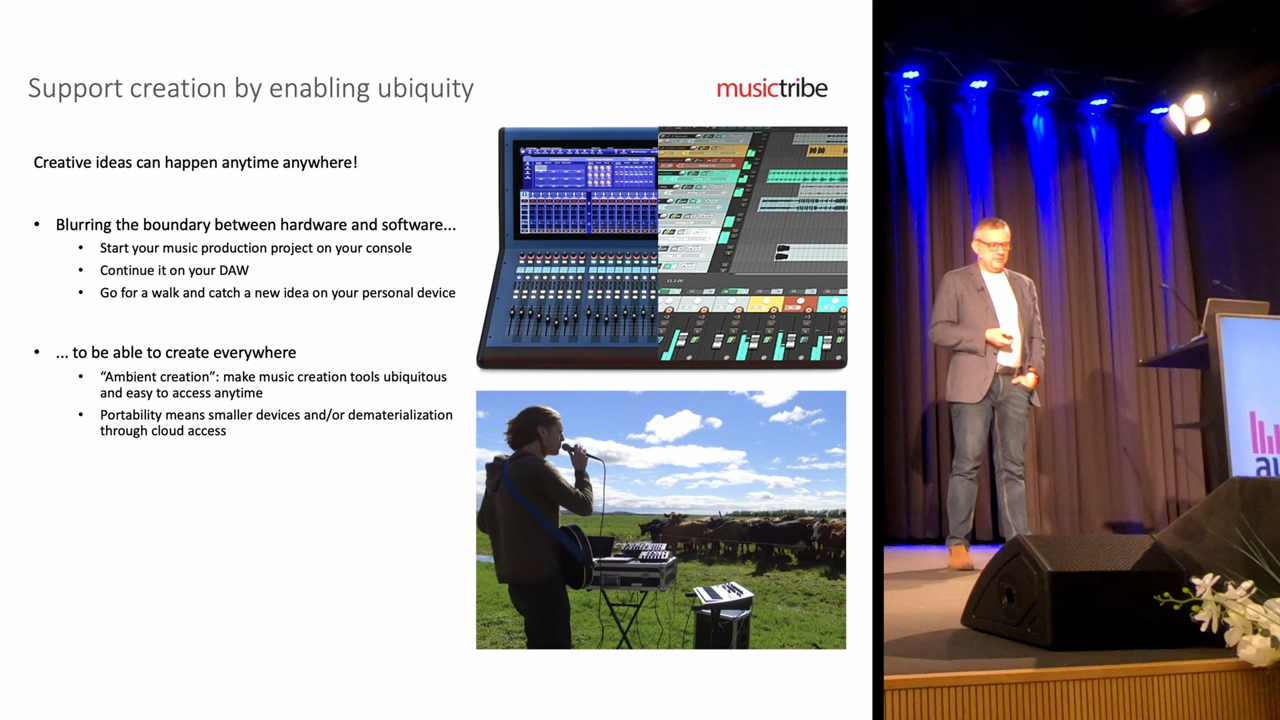 Support creation by enabling ubiquity
musictribe
Creative ideas can happen anytime anywhere!
• Blurring the boundary between hardware and software...
• Start your music production project on your console
• Continue it on your DAW
• Go for a walk and catch a new idea on your personal device
• ... to be able to create everywhere
• “Ambient creation”: make music creation tools ubiquitous
and easy to access anytime
• Portability means smaller devices and/or dematerialization
through cloud access